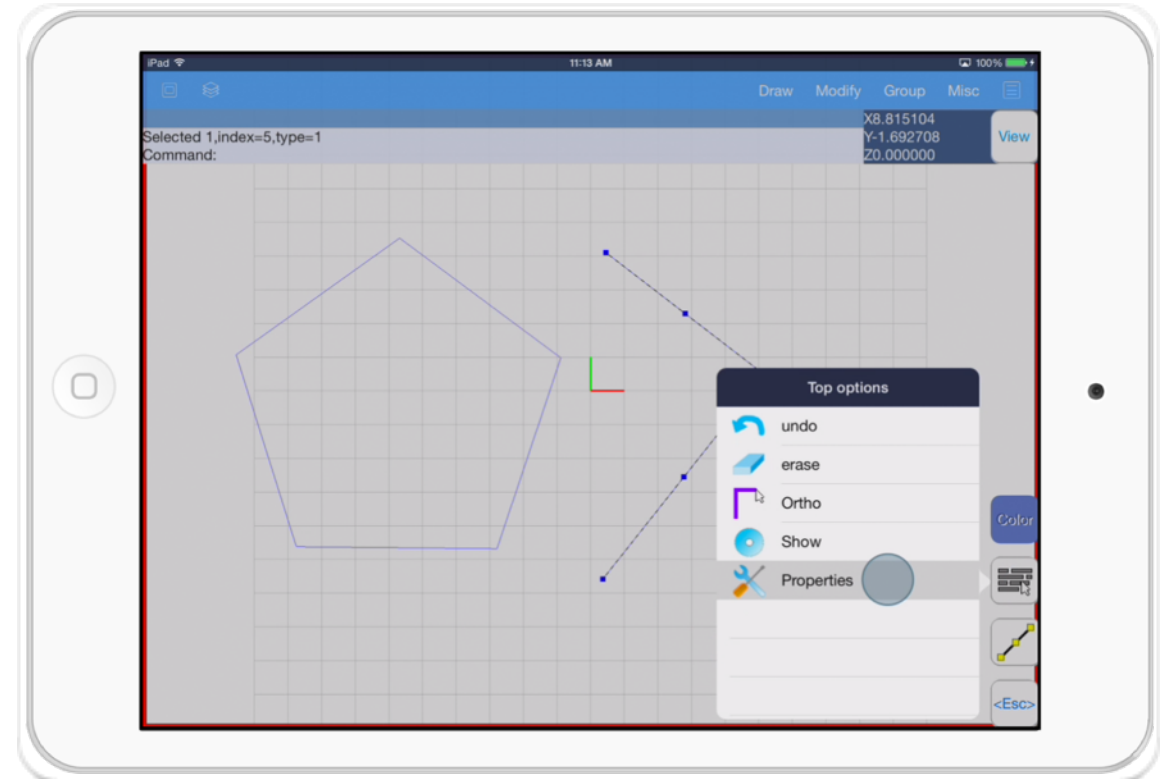 iPad 11:13 AM 100%
Draw Modify Group Misc
Selected 1,index=5,type=1
Command:
X8.815104
Y-1.692708
Z0.000000
View
Top options
undo
erase
Ortho
Show
Properties
Color
<Esc>